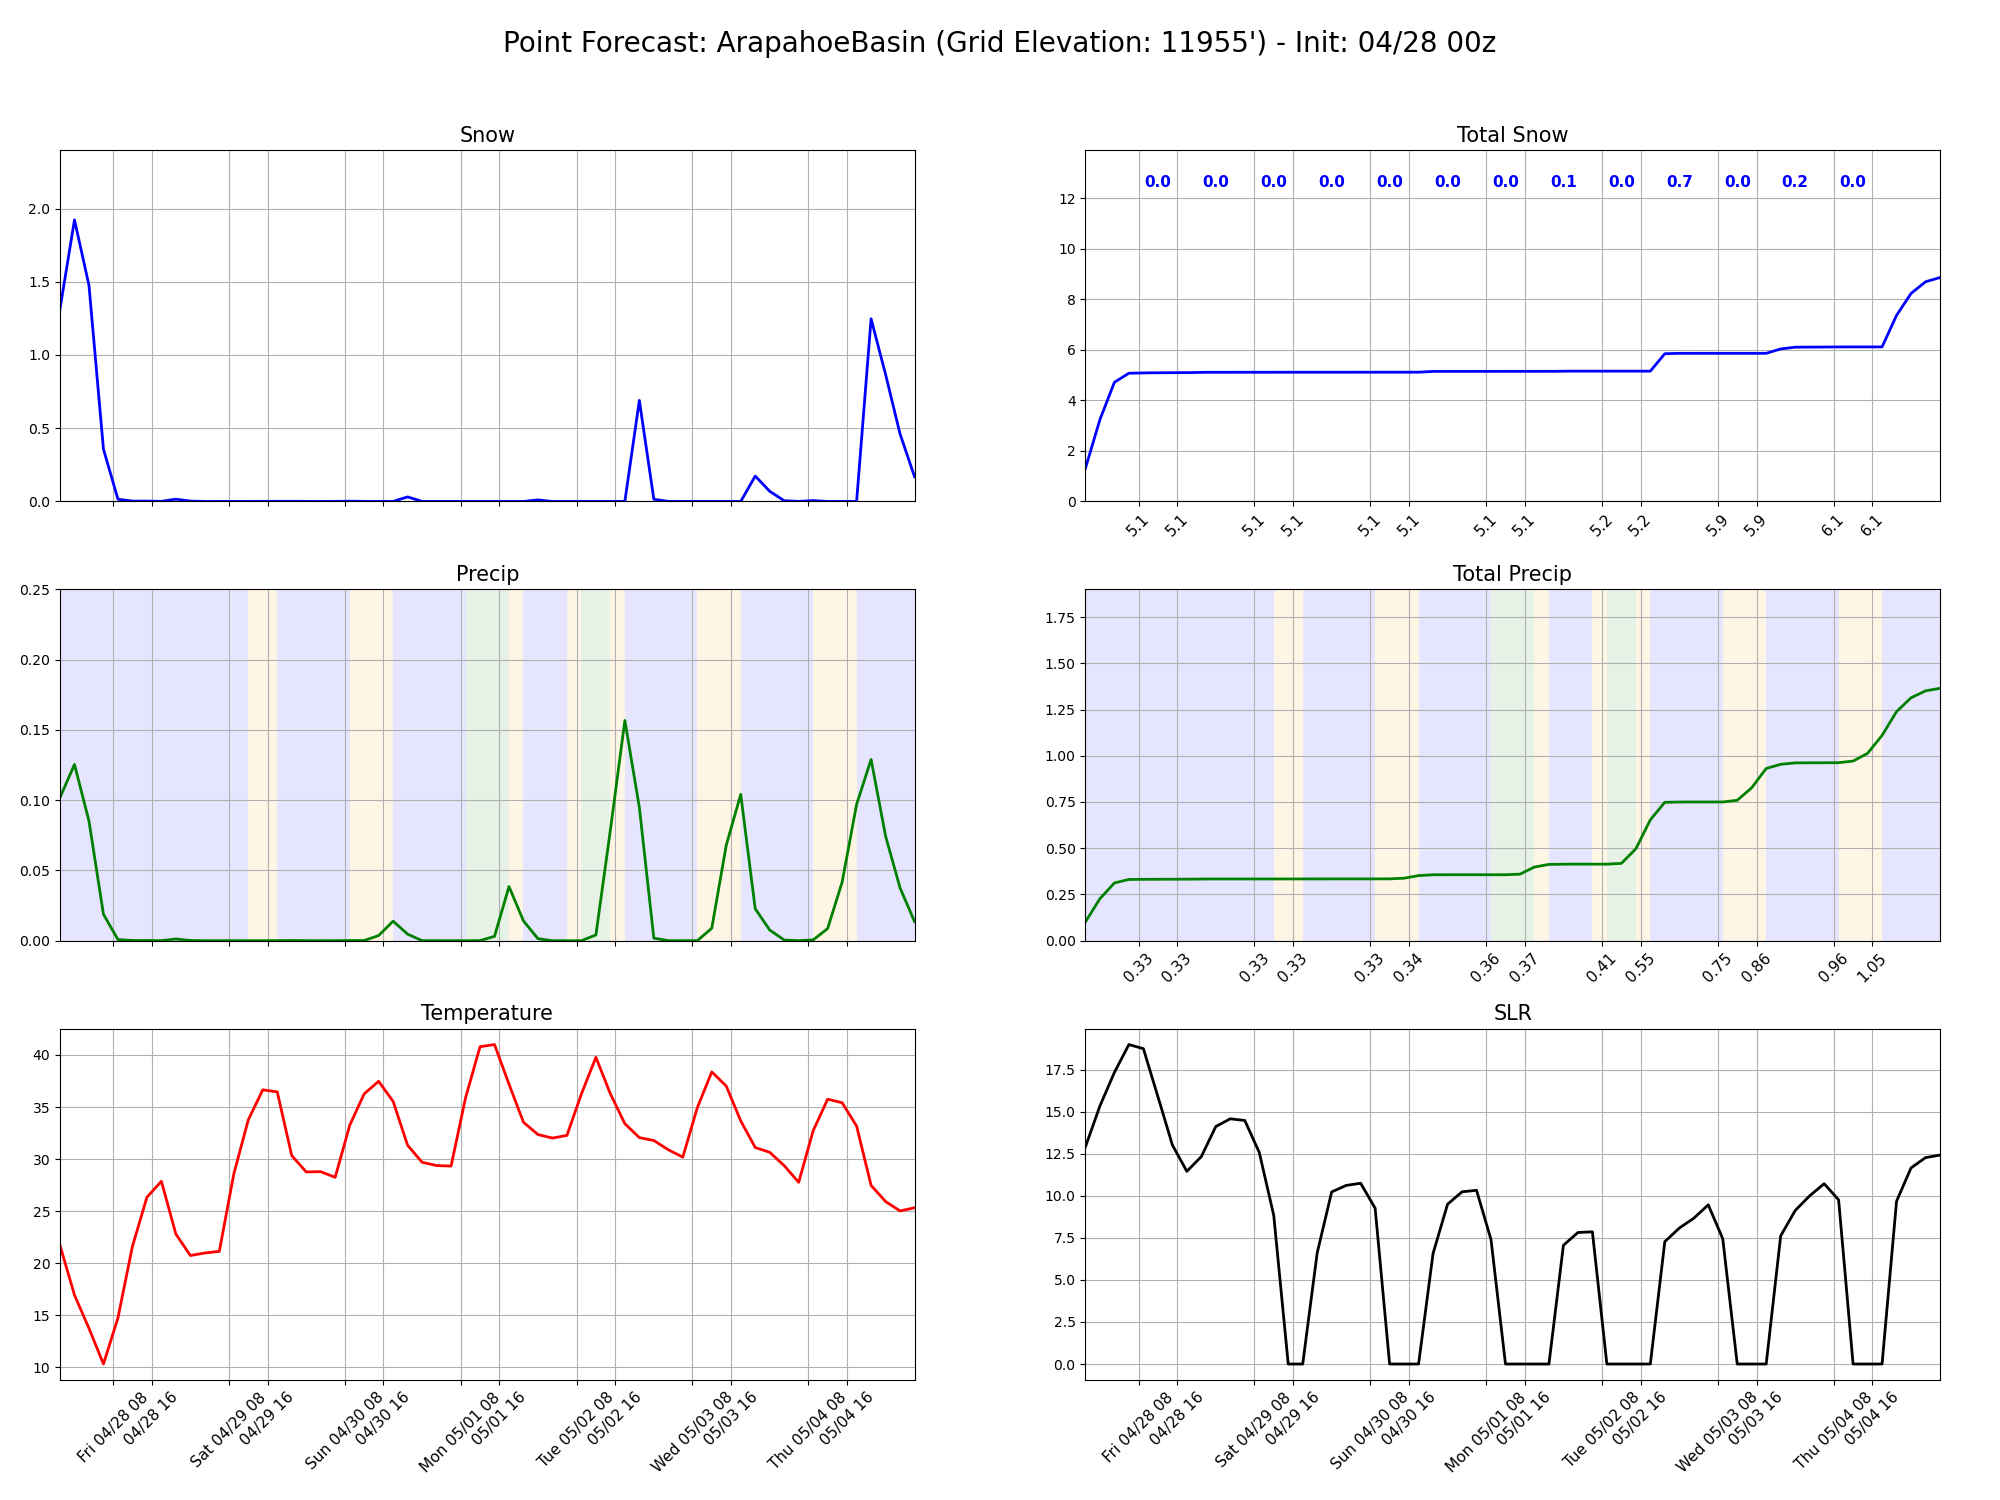 Point Forecast: ArapahoeBasin (Grid Elevation: 11955') - Init: 04/28 00z
Snow
2.0
1.5
1.0
0.5
0.0
Total Snow
0.0 0.0 0.0 0.0 0.0 0.0 0.0 0.1 0.0 0.7 0.0 0.2 0.0
12
10
8
6
4
2
0
5.1 5.1 5.1 5.1 5.1 5.1 5.1 5.1 5.2 5.2 5.9 5.9 6.1 6.1
Precip
0.25
0.20
0.15
0.10
0.05
0.00
Total Precip
1.75
1.50
1.25
1.00
0.75
0.50
0.25
0.00
0.33 0.33 0.33 0.33 0.33 0.34 0.36 0.37 0.41 0.55 0.75 0.86 0.96 1.05
Temperature
40
35
30
25
20
15
10
Fri 04/28 08
04/28 16
Sat 04/29 08
04/29 16
Sun 04/30 08
04/30 16
Mon 05/01 08
05/01 16
Tue 05/02 08
05/02 16
Wed 05/03 08
05/03 16
Thu 05/04 08
05/04 16
SLR
17.5
15.0
12.5
10.0
7.5
5.0
2.5
0.0
Fri 04/28 08
04/28 16
Sat 04/29 08
04/29 16
Sun 04/30 08
04/30 16
Mon 05/01 08
05/01 16
Tue 05/02 08
05/02 16
Wed 05/03 08
05/03 16
Thu 05/04 08
05/04 16